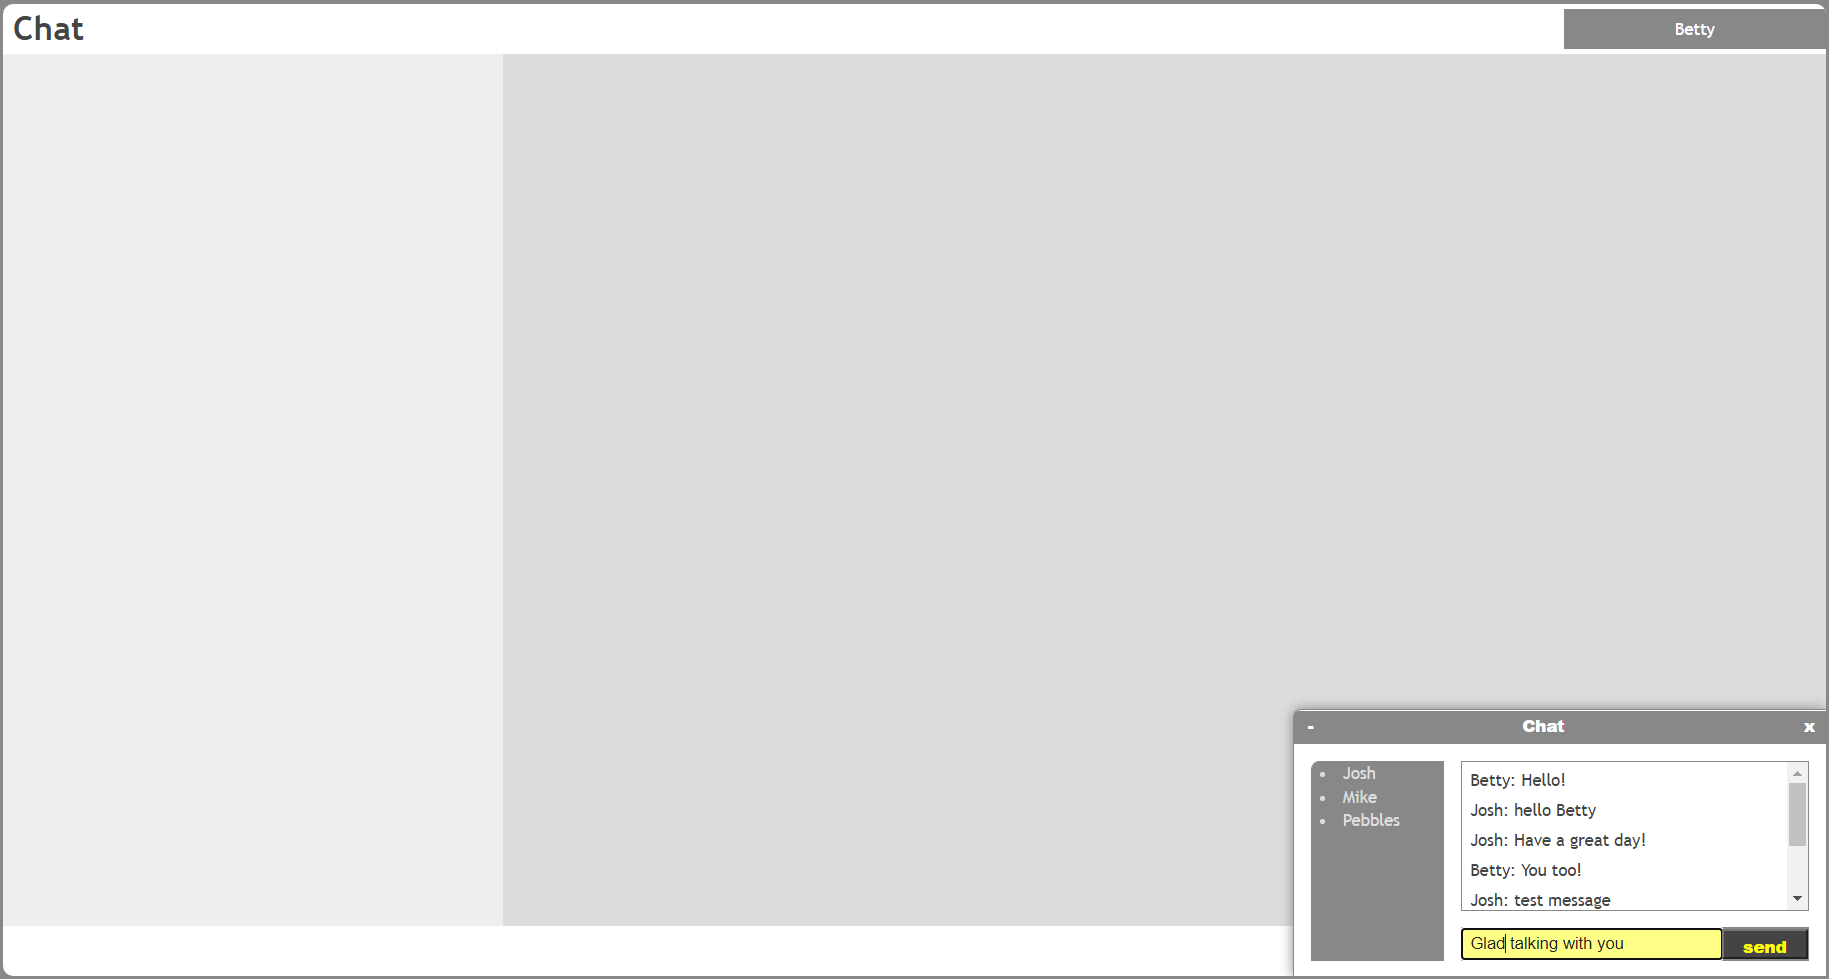 Chat
Betty
- Chat x
Josh
Mike
Pebbles
Betty: Hello!
Josh: hello Betty
Josh: Have a great day!
Betty: You too!
Josh: test message
Glad talking with you
send